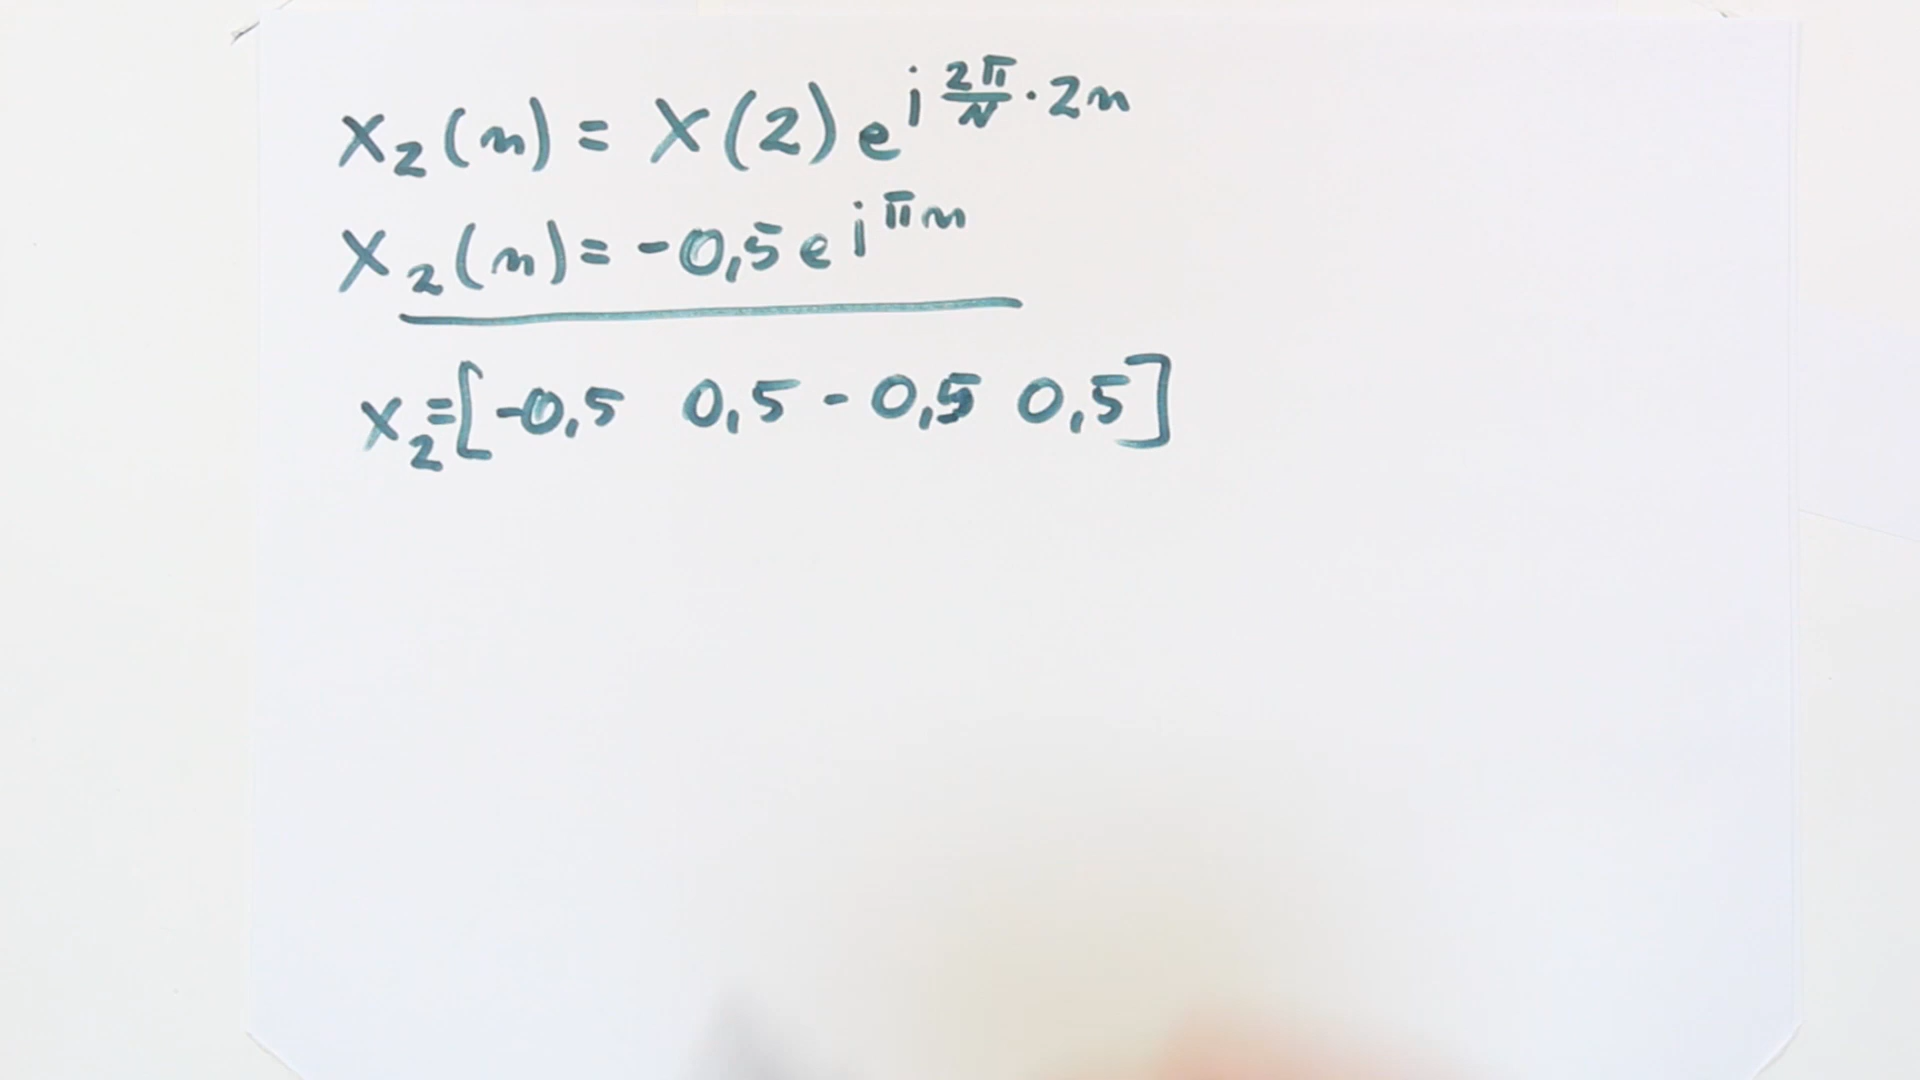 x₂(n) = X(2) e^{i 2π/N · 2n}
x₂(n) = -0,5 e^{iπn}
x₂=[-0,5 0,5 -0,5 0,5]